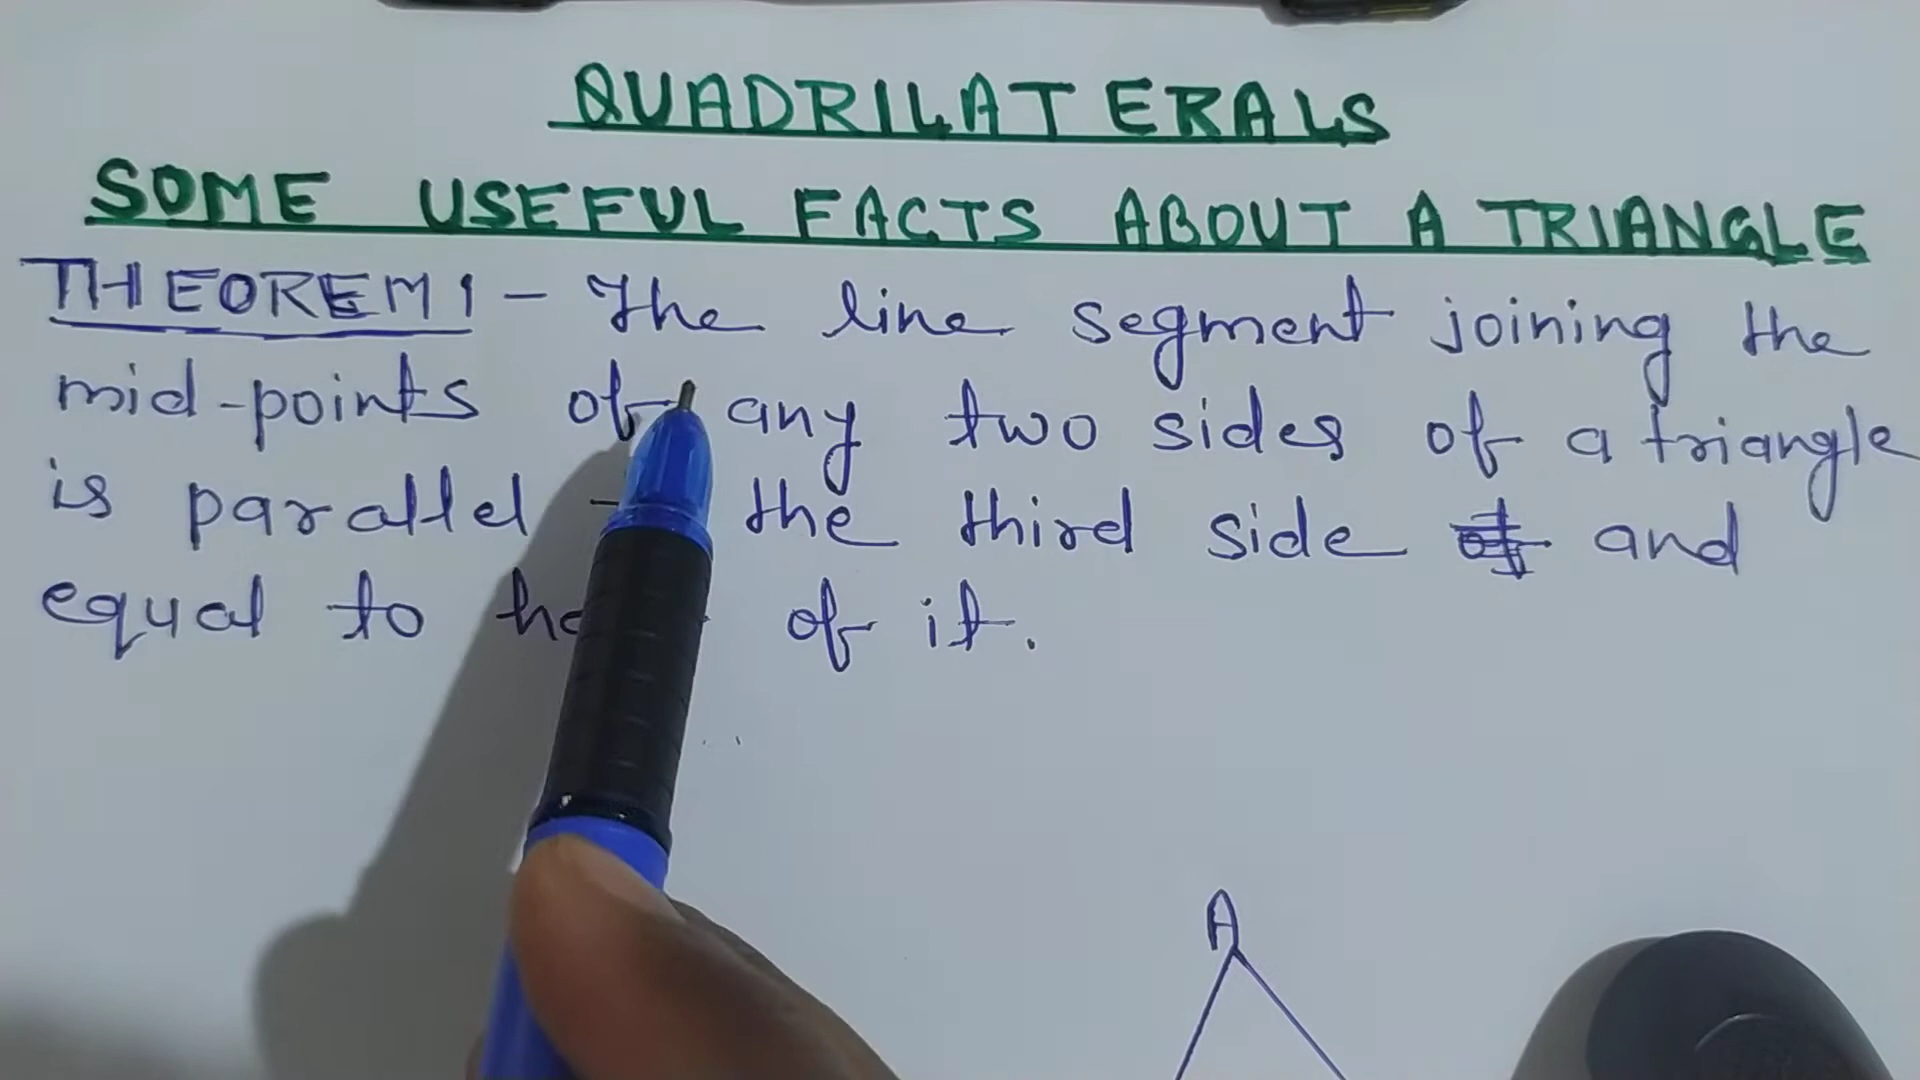 QUADRILATERALS
SOME USEFUL FACTS ABOUT A TRIANGLE
THEOREM 1 - The line segment joining the
mid-points of any two sides of a triangle
is parallel the third side and
equal to of it.
A